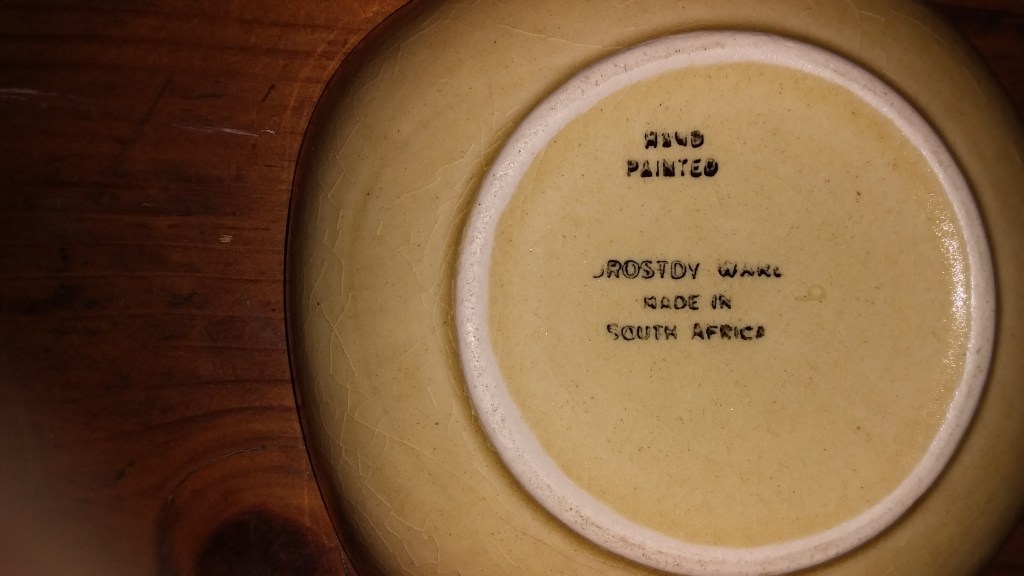 HAND
PAINTED
DROSTDY WARE
MADE IN
SOUTH AFRICA